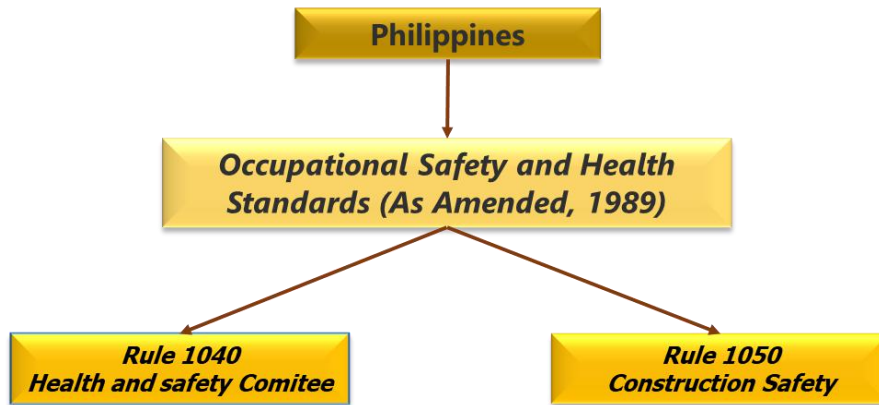 Philippines
Occupational Safety and Health
Standards (As Amended, 1989)
Rule 1040
Health and safety Comitee
Rule 1050
Construction Safety